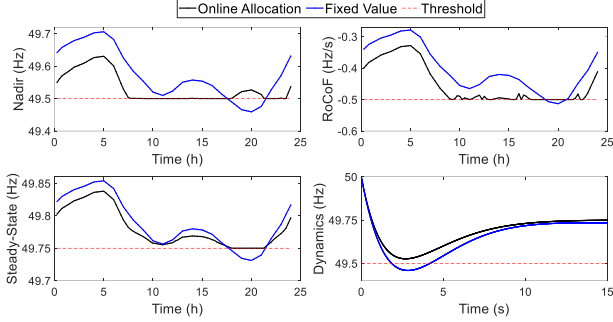 Online Allocation Fixed Value Threshold
49.7
49.6
49.5
49.4
Nadir (Hz)
0 5 10 15 20 25
Time (h)
-0.3
-0.4
-0.5
-0.6
RoCoF (Hz/s)
0 5 10 15 20 25
Time (h)
49.85
49.8
49.75
49.7
Steady-State (Hz)
0 5 10 15 20 25
Time (h)
50
49.75
49.5
Dynamics (Hz)
0 5 10 15
Time (s)